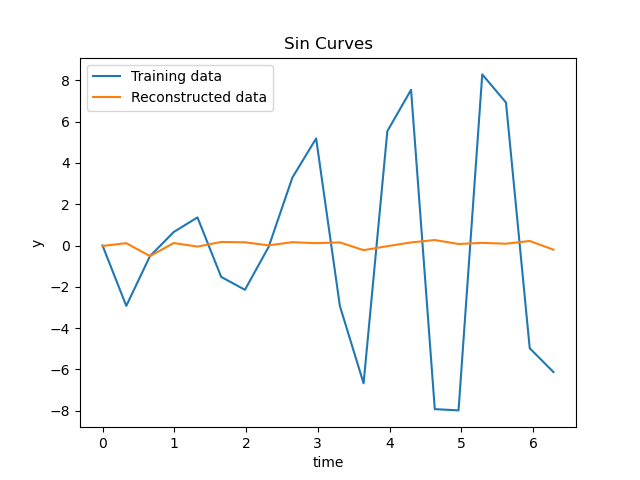 Sin Curves
Training data
Reconstructed data
8
6
4
2
0
−2
−4
−6
−8
y
0 1 2 3 4 5 6
time